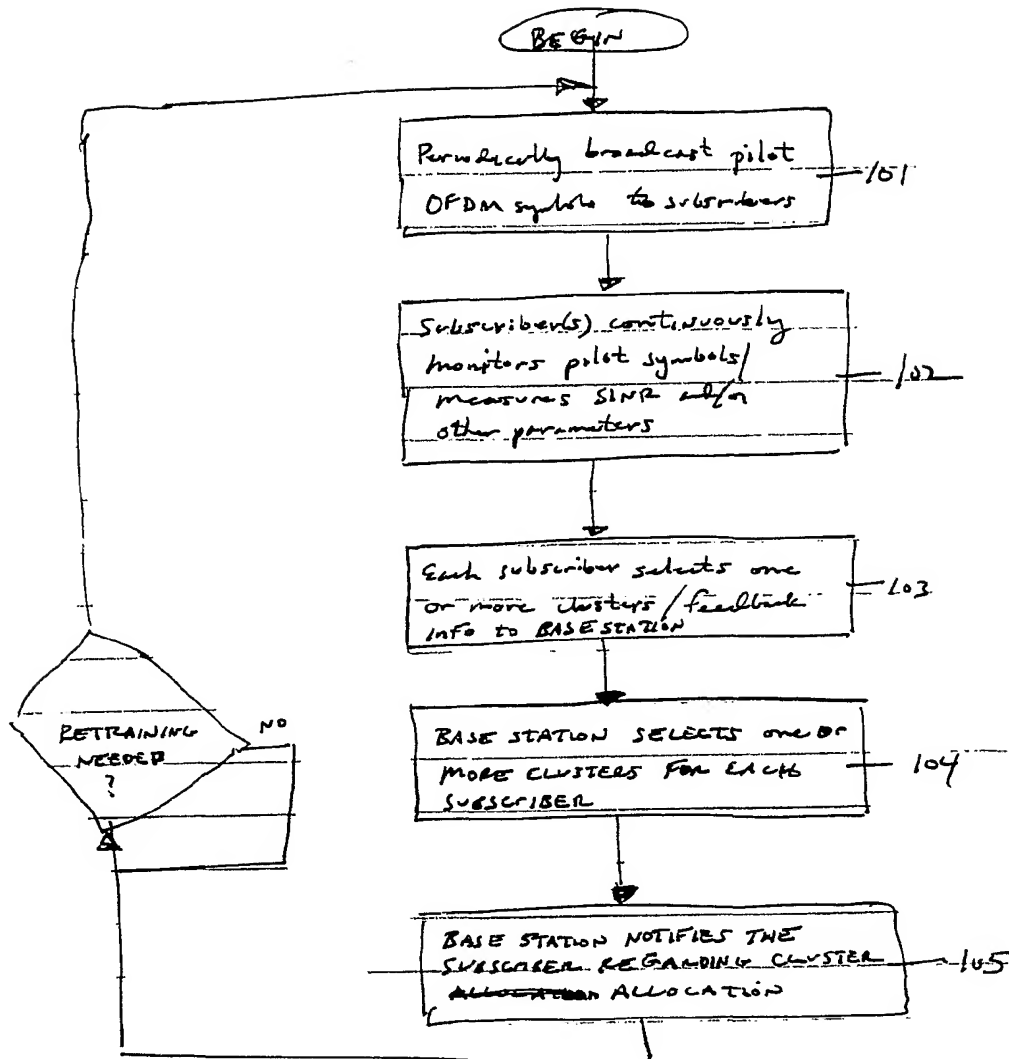 BEGIN
Periodically broadcast pilot
OFDM symbols to subscribers
101
Subscriber(s) continuously
monitors pilot symbols/
measures SINR and/or
other parameters
102
Each subscriber selects one
or more clusters/feedback
info to BASE STATION
103
BASE STATION SELECTS one or
MORE CLUSTERS FOR EACH
SUBSCRIBER
104
BASE STATION NOTIFIES THE
SUBSCRIBER REGARDING CLUSTER
ALLOCATION
105
RETRAINING
NEEDED
?
NO